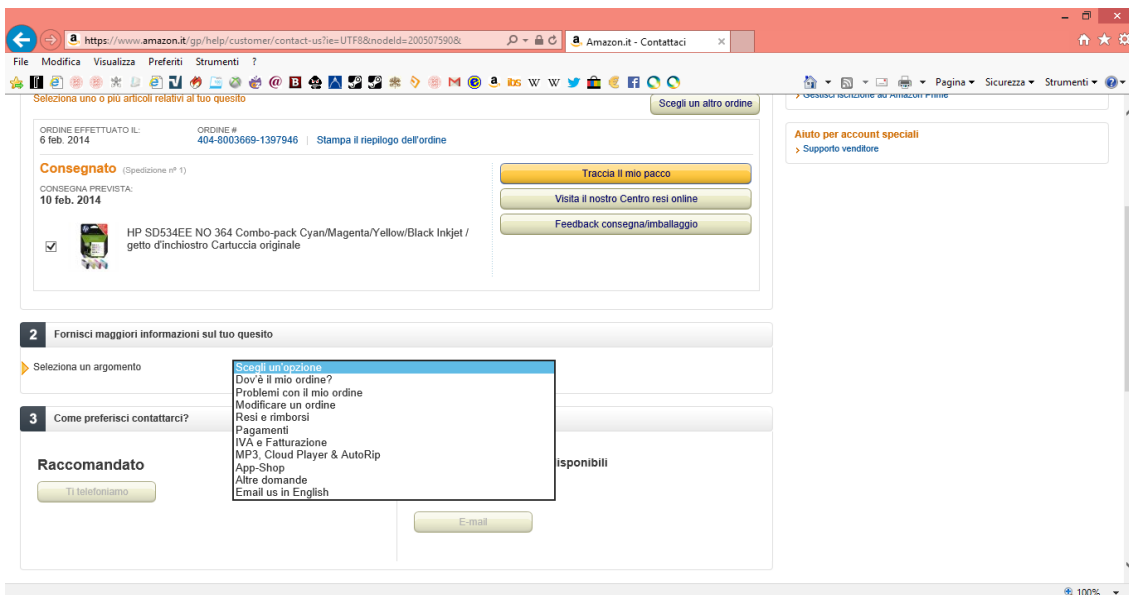 https://www.amazon.it/gp/help/customer/contact-us?ie=UTF8&nodeId=200507590&
Amazon.it - Contattaci
File Modifica Visualizza Preferiti Strumenti ?
Pagina Sicurezza Strumenti
Seleziona uno o più articoli relativi al tuo quesito
Scegli un altro ordine
> Gestisci iscrizione ad Amazon Prime
ORDINE EFFETTUATO IL:
6 feb. 2014
ORDINE #
404-8003669-1397946 | Stampa il riepilogo dell'ordine
Aiuto per account speciali
> Supporto venditore
Consegnato (Spedizione nº 1)
CONSEGNA PREVISTA:
10 feb. 2014
Traccia Il mio pacco
Visita il nostro Centro resi online
Feedback consegna/imballaggio
HP SD534EE NO 364 Combo-pack Cyan/Magenta/Yellow/Black Inkjet /
getto d'inchiostro Cartuccia originale
2 Fornisci maggiori informazioni sul tuo quesito
Seleziona un argomento
Scegli un'opzione
Dov'è il mio ordine?
Problemi con il mio ordine
Modificare un ordine
Resi e rimborsi
Pagamenti
IVA e Fatturazione
MP3, Cloud Player & AutoRip
App-Shop
Altre domande
Email us in English
3 Come preferisci contattarci?
Raccomandato
Ti telefoniamo
isponibili
E-mail
100%